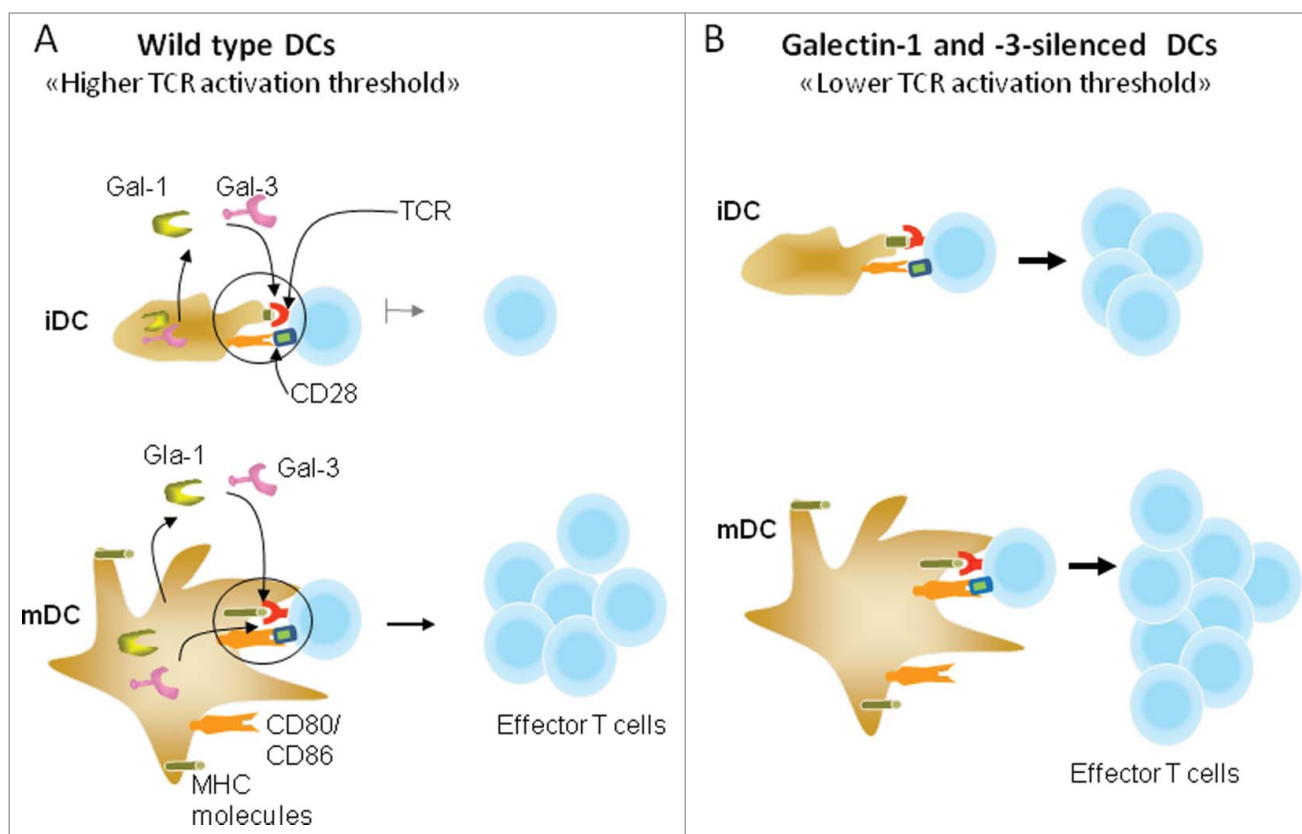 A
Wild type DCs
«Higher TCR activation threshold»
Gal-1
Gal-3
TCR
iDC
CD28
Gla-1
Gal-3
mDC
CD80/
CD86
MHC
molecules
Effector T cells
B
Galectin-1 and -3-silenced DCs
«Lower TCR activation threshold»
iDC
mDC
Effector T cells